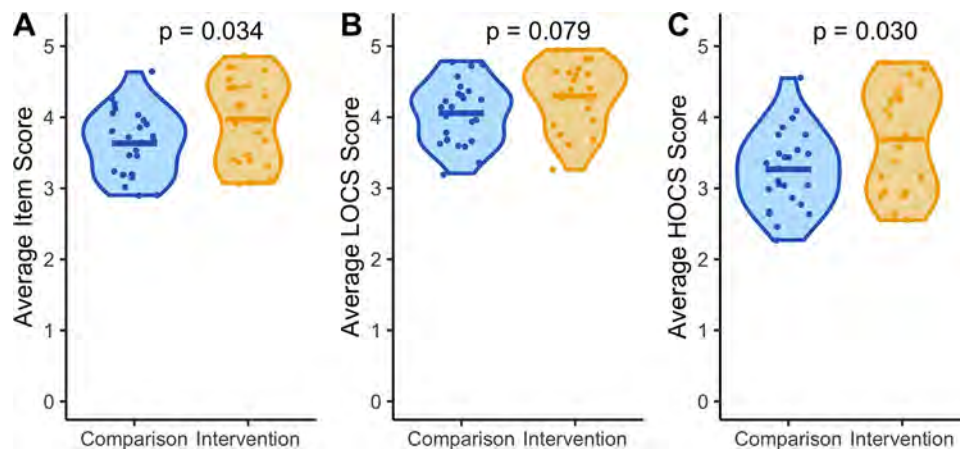 A
p = 0.034
Average Item Score
5
4
3
2
1
0
Comparison Intervention
B
p = 0.079
Average LOCS Score
5
4
3
2
1
0
Comparison Intervention
C
p = 0.030
Average HOCS Score
5
4
3
2
1
0
Comparison Intervention